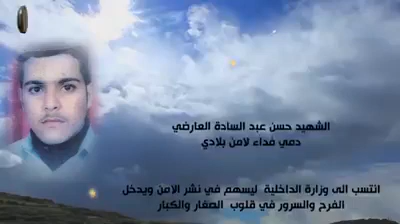 الشهيد حسن عبد السادة العارضي
دمي فداء لامن بلادي
انتسب الى وزارة الداخلية ليسهم في نشر الامن ويدخل
الفرح والسرور في قلوب الصغار والكبار